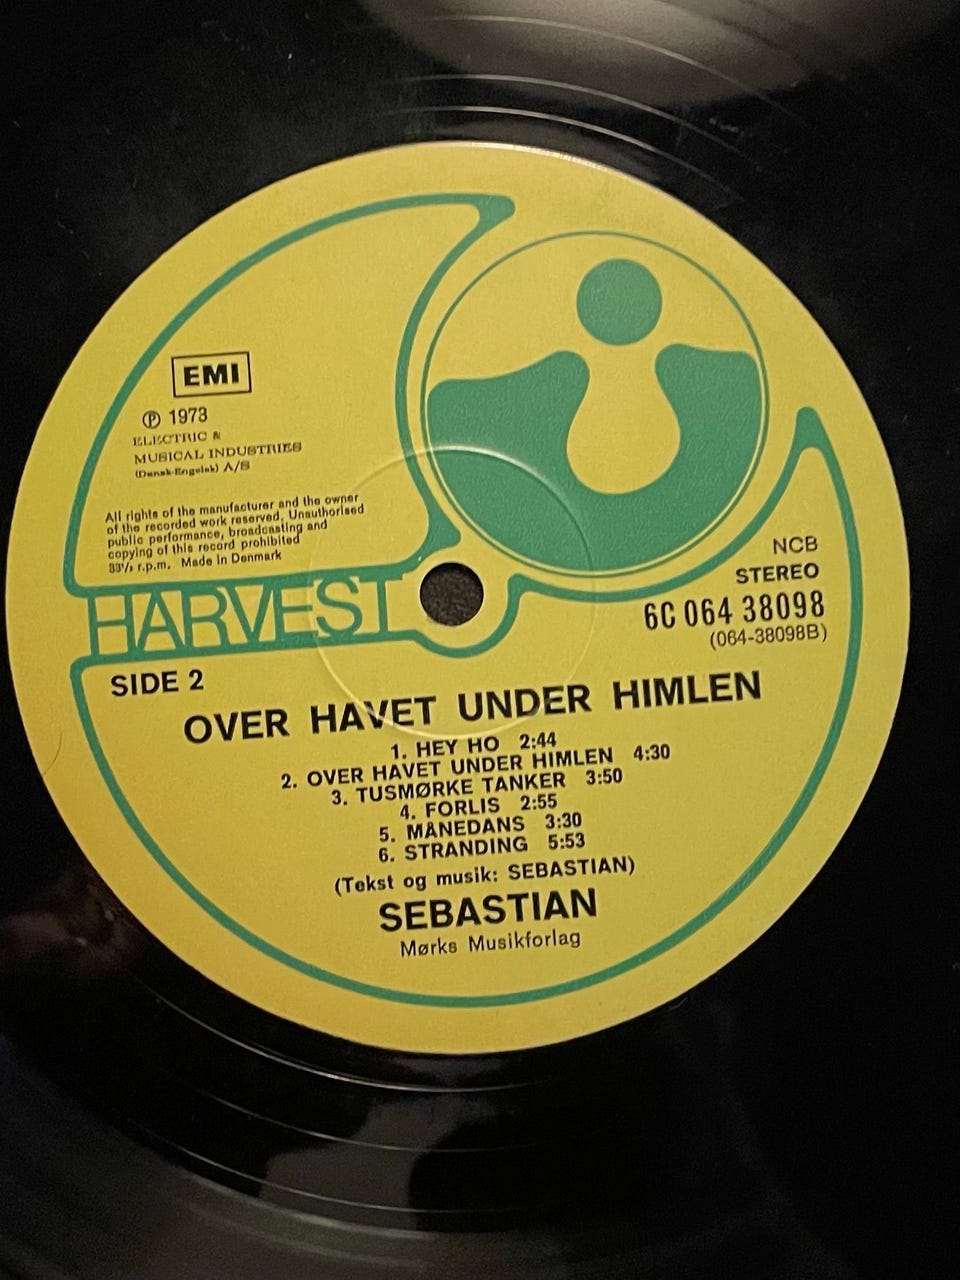 EMI
℗ 1973
ELECTRIC &
MUSICAL INDUSTRIES
(Dansk-Engelsk) A/S
All rights of the manufacturer and the owner
of the recorded work reserved. Unauthorised
public performance, broadcasting and
copying of this record prohibited
33⅓ r.p.m. Made in Denmark
HARVEST
NCB
STEREO
6C 064 38098
(064-38098B)
SIDE 2
OVER HAVET UNDER HIMLEN
1. HEY HO 2:44
2. OVER HAVET UNDER HIMLEN 4:30
3. TUSMØRKE TANKER 3:50
4. FORLIS 2:55
5. MÅNEDANS 3:30
6. STRANDING 5:53
(Tekst og musik: SEBASTIAN)
SEBASTIAN
Mørks Musikforlag